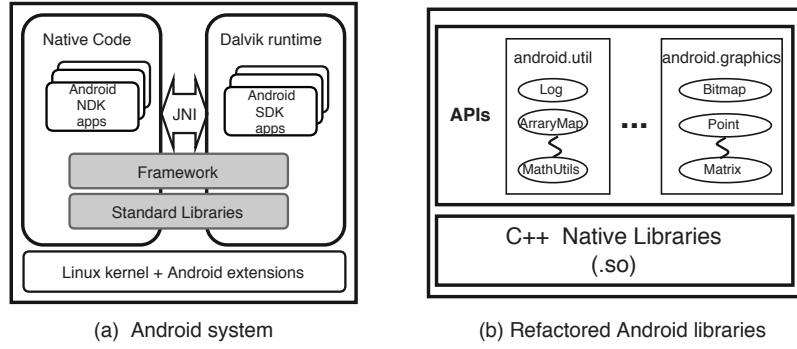 Native Code
Dalvik runtime
Android
NDK
apps
JNI
Android
SDK
apps
Framework
Standard Libraries
Linux kernel + Android extensions
(a) Android system
APIs
android.util
Log
ArraryMap
MathUtils
...
android.graphics
Bitmap
Point
Matrix
C++ Native Libraries
(.so)
(b) Refactored Android libraries